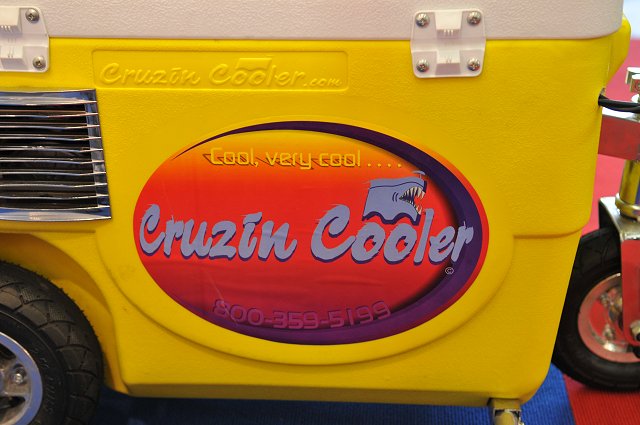 Cruzin Cooler.com
Cool, very cool....
Cruzin Cooler
©
800-359-5199